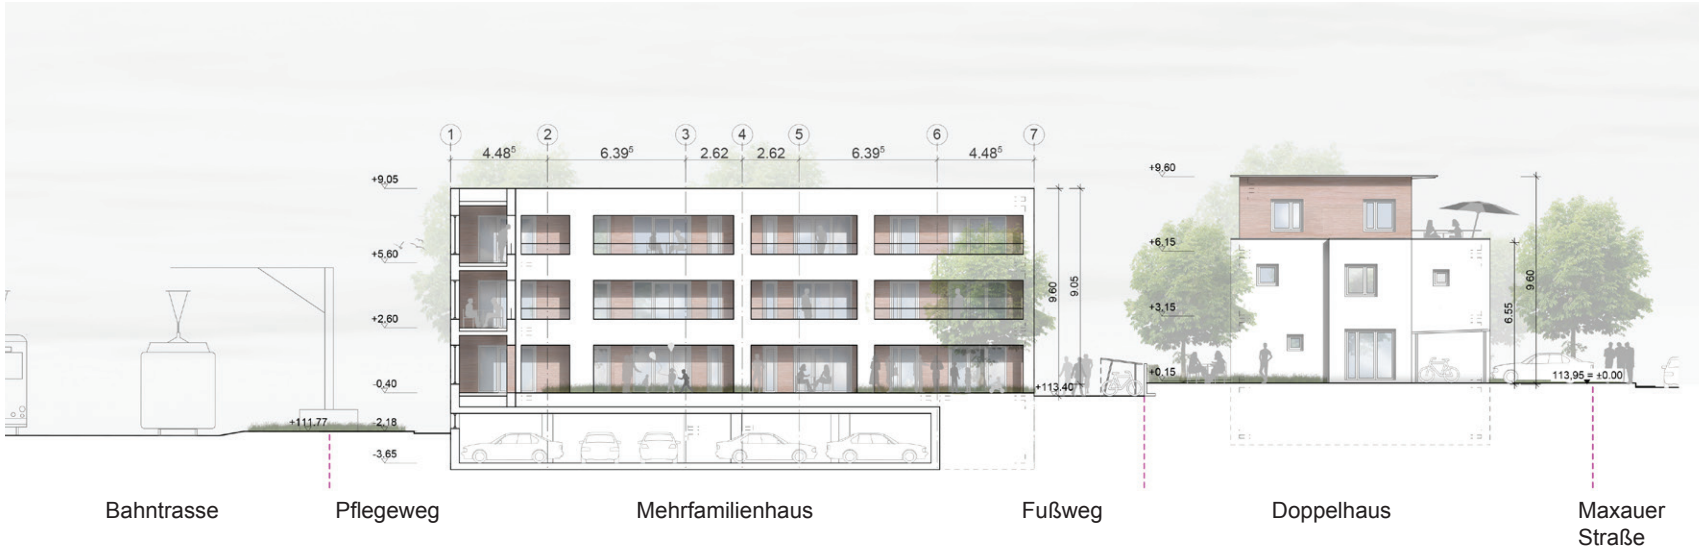 1 2 3 4 5 6 7
4.48⁵ 6.39⁵ 2.62 2.62 6.39⁵ 4.48⁵
+9,05
+5,60
+2,60
-0,40
-2,18
-3,65
+111.77
9.60 9.05
+113.40
+9,60
+6,15
+3,15
+0,15
6.55 9.60
113,95 = ±0.00
Bahntrasse Pflegeweg Mehrfamilienhaus Fußweg Doppelhaus Maxauer
Straße